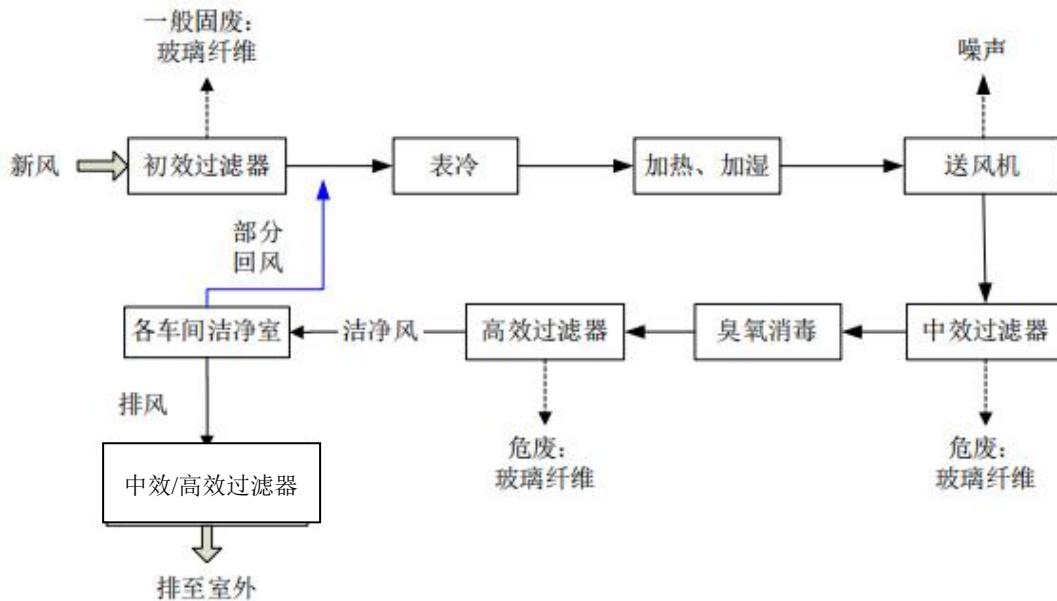 一般固废：
玻璃纤维
噪声
新风
初效过滤器
表冷
加热、加湿
送风机
部分
回风
各车间洁净室
洁净风
高效过滤器
臭氧消毒
中效过滤器
排风
危废：
玻璃纤维
危废：
玻璃纤维
中效/高效过滤器
排至室外